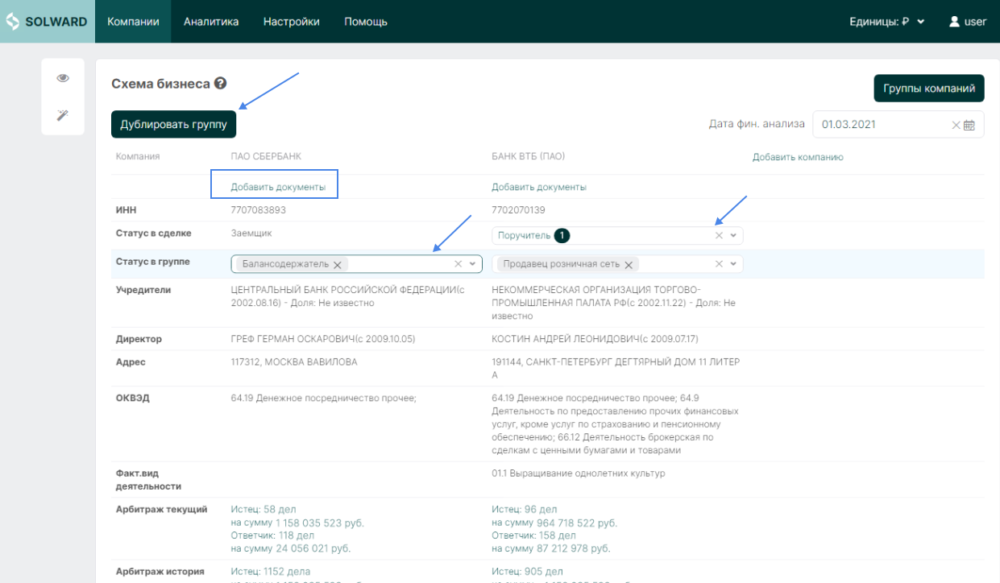 SOLWARD Компании Аналитика Настройки Помощь Единицы: ₽ user
Схема бизнеса
Группы компаний
Дублировать группу Дата фин. анализа 01.03.2021
Компания ПАО СБЕРБАНК БАНК ВТБ (ПАО) Добавить компанию
Добавить документы Добавить документы
ИНН 7707083893 7702070139
Статус в сделке Заемщик Поручитель 1
Статус в группе Балансодержатель Продавец розничная сеть
Учредители ЦЕНТРАЛЬНЫЙ БАНК РОССИЙСКОЙ ФЕДЕРАЦИИ(с НЕКОММЕРЧЕСКАЯ ОРГАНИЗАЦИЯ ТОРГОВО-
2002.08.16) - Доля: Не известно ПРОМЫШЛЕННАЯ ПАЛАТА РФ(с 2002.11.22) - Доля: Не
известно
Директор ГРЕФ ГЕРМАН ОСКАРОВИЧ(с 2009.10.05) КОСТИН АНДРЕЙ ЛЕОНИДОВИЧ(с 2009.07.17)
Адрес 117312, МОСКВА ВАВИЛОВА 191144, САНКТ-ПЕТЕРБУРГ ДЕГТЯРНЫЙ ДОМ 11 ЛИТЕР
А
ОКВЭД 64.19 Денежное посредничество прочее; 64.19 Денежное посредничество прочее; 64.9
Деятельность по предоставлению прочих финансовых
услуг, кроме услуг по страхованию и пенсионному
обеспечению; 66.12 Деятельность брокерская по
сделкам с ценными бумагами и товарами
Факт.вид 01.1 Выращивание однолетних культур
деятельности
Арбитраж текущий Истец: 58 дел Истец: 96 дел
на сумму 1 158 035 523 руб. на сумму 964 718 522 руб.
Ответчик: 118 дел Ответчик: 158 дел
на сумму 24 056 021 руб. на сумму 87 212 978 руб.
Арбитраж история Истец: 1152 дела Истец: 905 дел